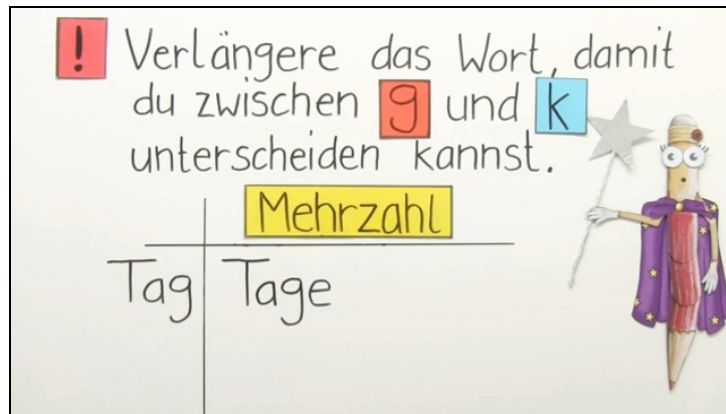 ! Verlängere das Wort, damit
du zwischen g und k
unterscheiden kannst.
Mehrzahl
Tag Tage